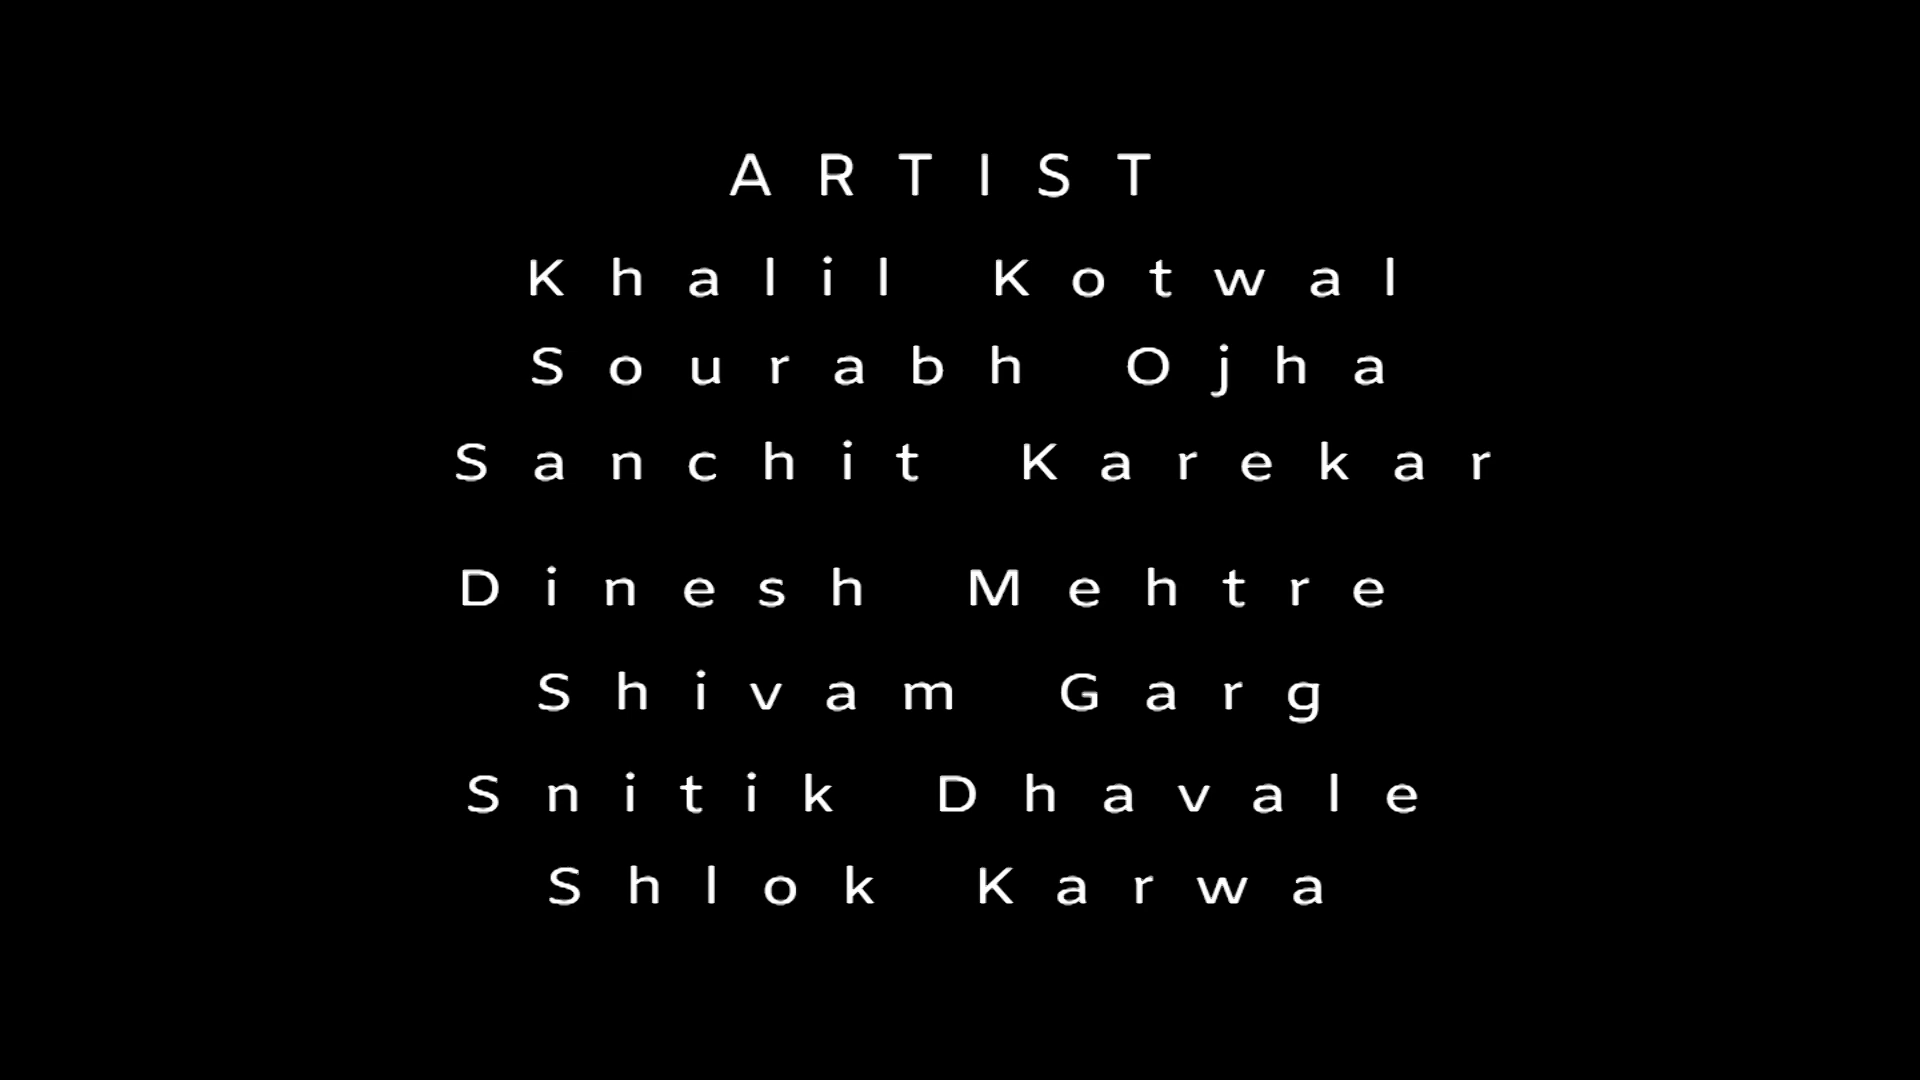 ARTIST
Khalil Kotwal
Sourabh Ojha
Sanchit Karekar
Dinesh Mehtre
Shivam Garg
Snitik Dhavale
Shlok Karwa